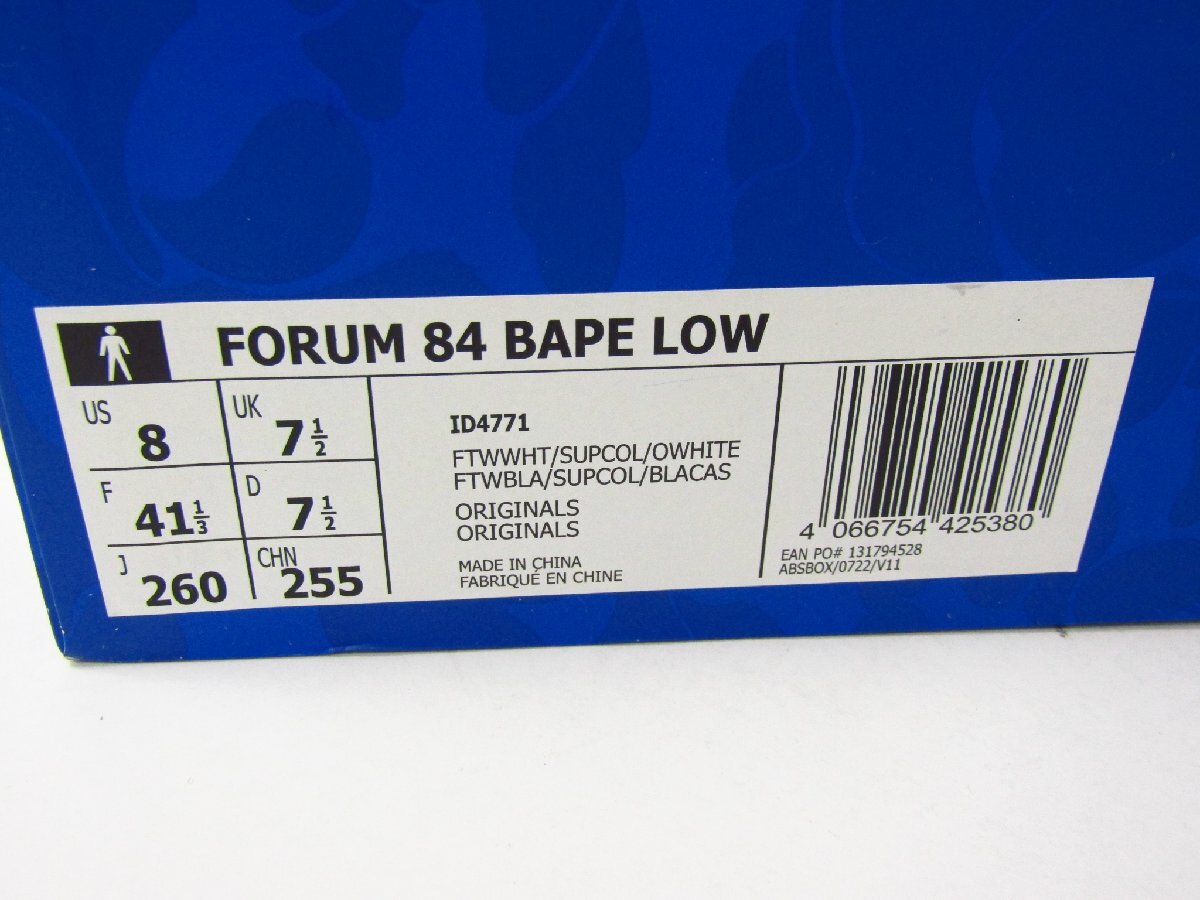 FORUM 84 BAPE LOW
US 8
UK 7 1/2
F 41 1/3
D 7 1/2
J 260
CHN 255
ID4771
FTWWHT/SUPCOL/OWHITE
FTWBLA/SUPCOL/BLACAS
ORIGINALS
ORIGINALS
MADE IN CHINA
FABRIQUÉ EN CHINE
4 066754 425380
EAN PO# 131794528
ABSBOX/0722/V11